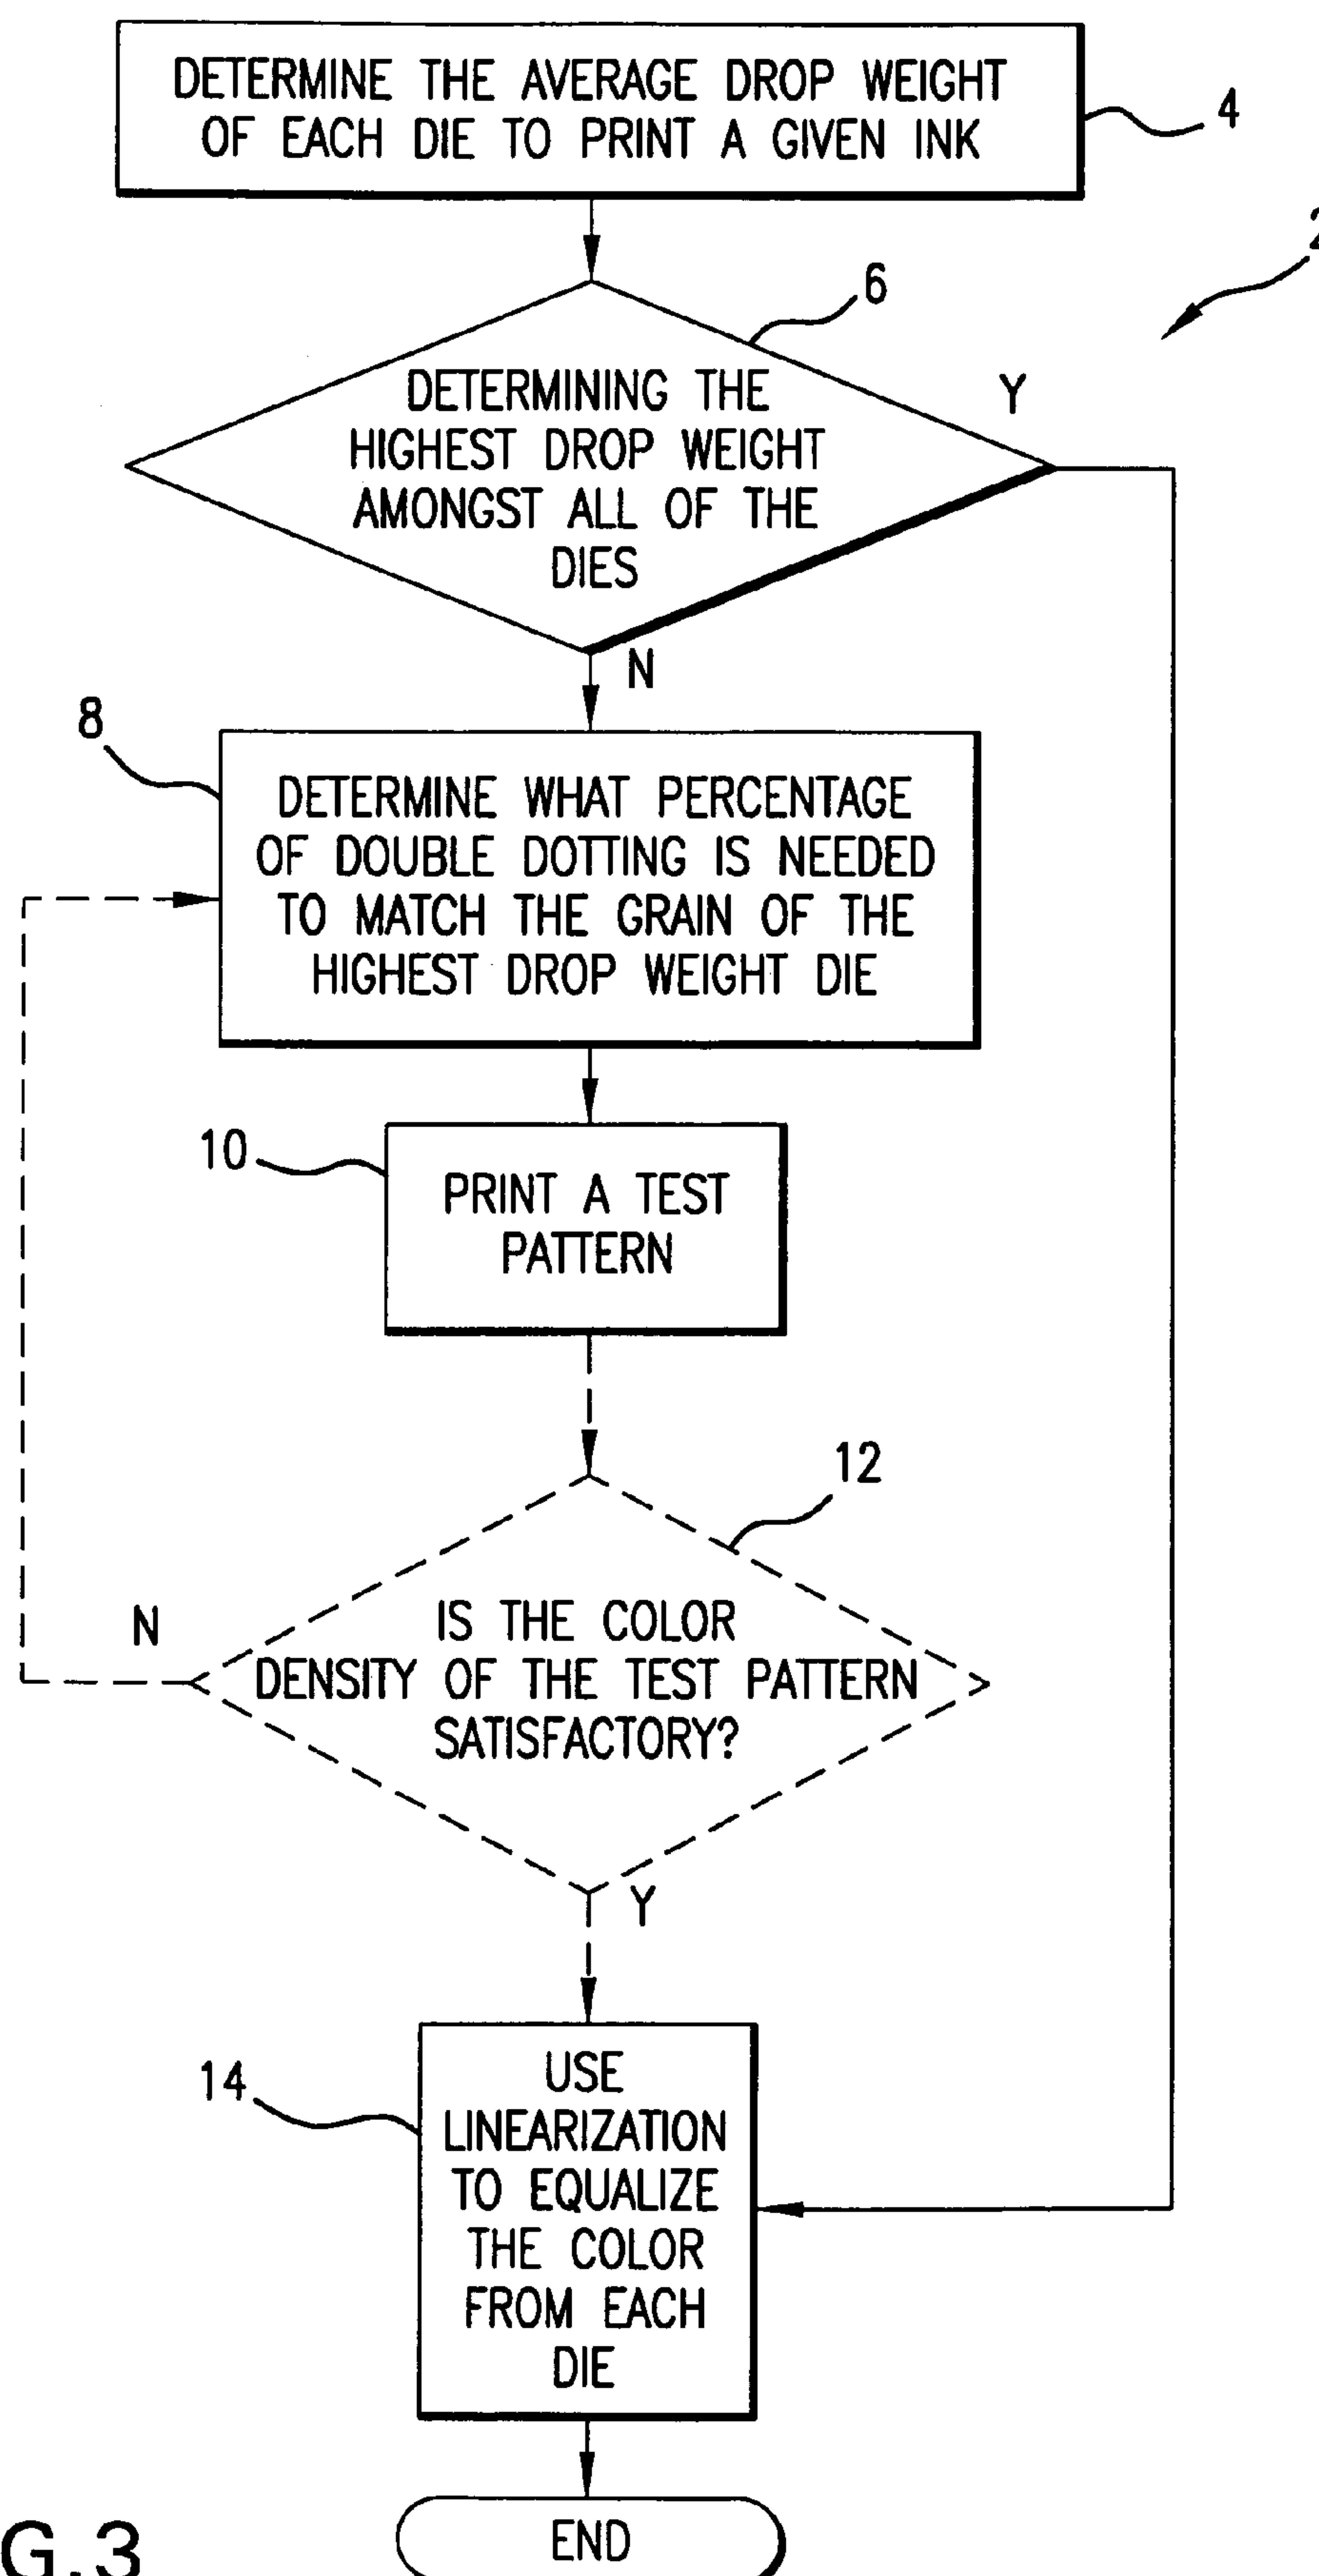 DETERMINE THE AVERAGE DROP WEIGHT
OF EACH DIE TO PRINT A GIVEN INK
4
2
6
DETERMINING THE
HIGHEST DROP WEIGHT
AMONGST ALL OF THE
DIES
Y
N
8
DETERMINE WHAT PERCENTAGE
OF DOUBLE DOTTING IS NEEDED
TO MATCH THE GRAIN OF THE
HIGHEST DROP WEIGHT DIE
10
PRINT A TEST
PATTERN
12
IS THE COLOR
DENSITY OF THE TEST PATTERN
SATISFACTORY?
N
Y
14
USE
LINEARIZATION
TO EQUALIZE
THE COLOR
FROM EACH
DIE
END
G.3